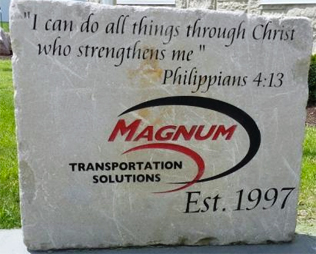 "I can do all things through Christ
who strengthens me"
Philippians 4:13
MAGNUM
TRANSPORTATION
SOLUTIONS
Est. 1997